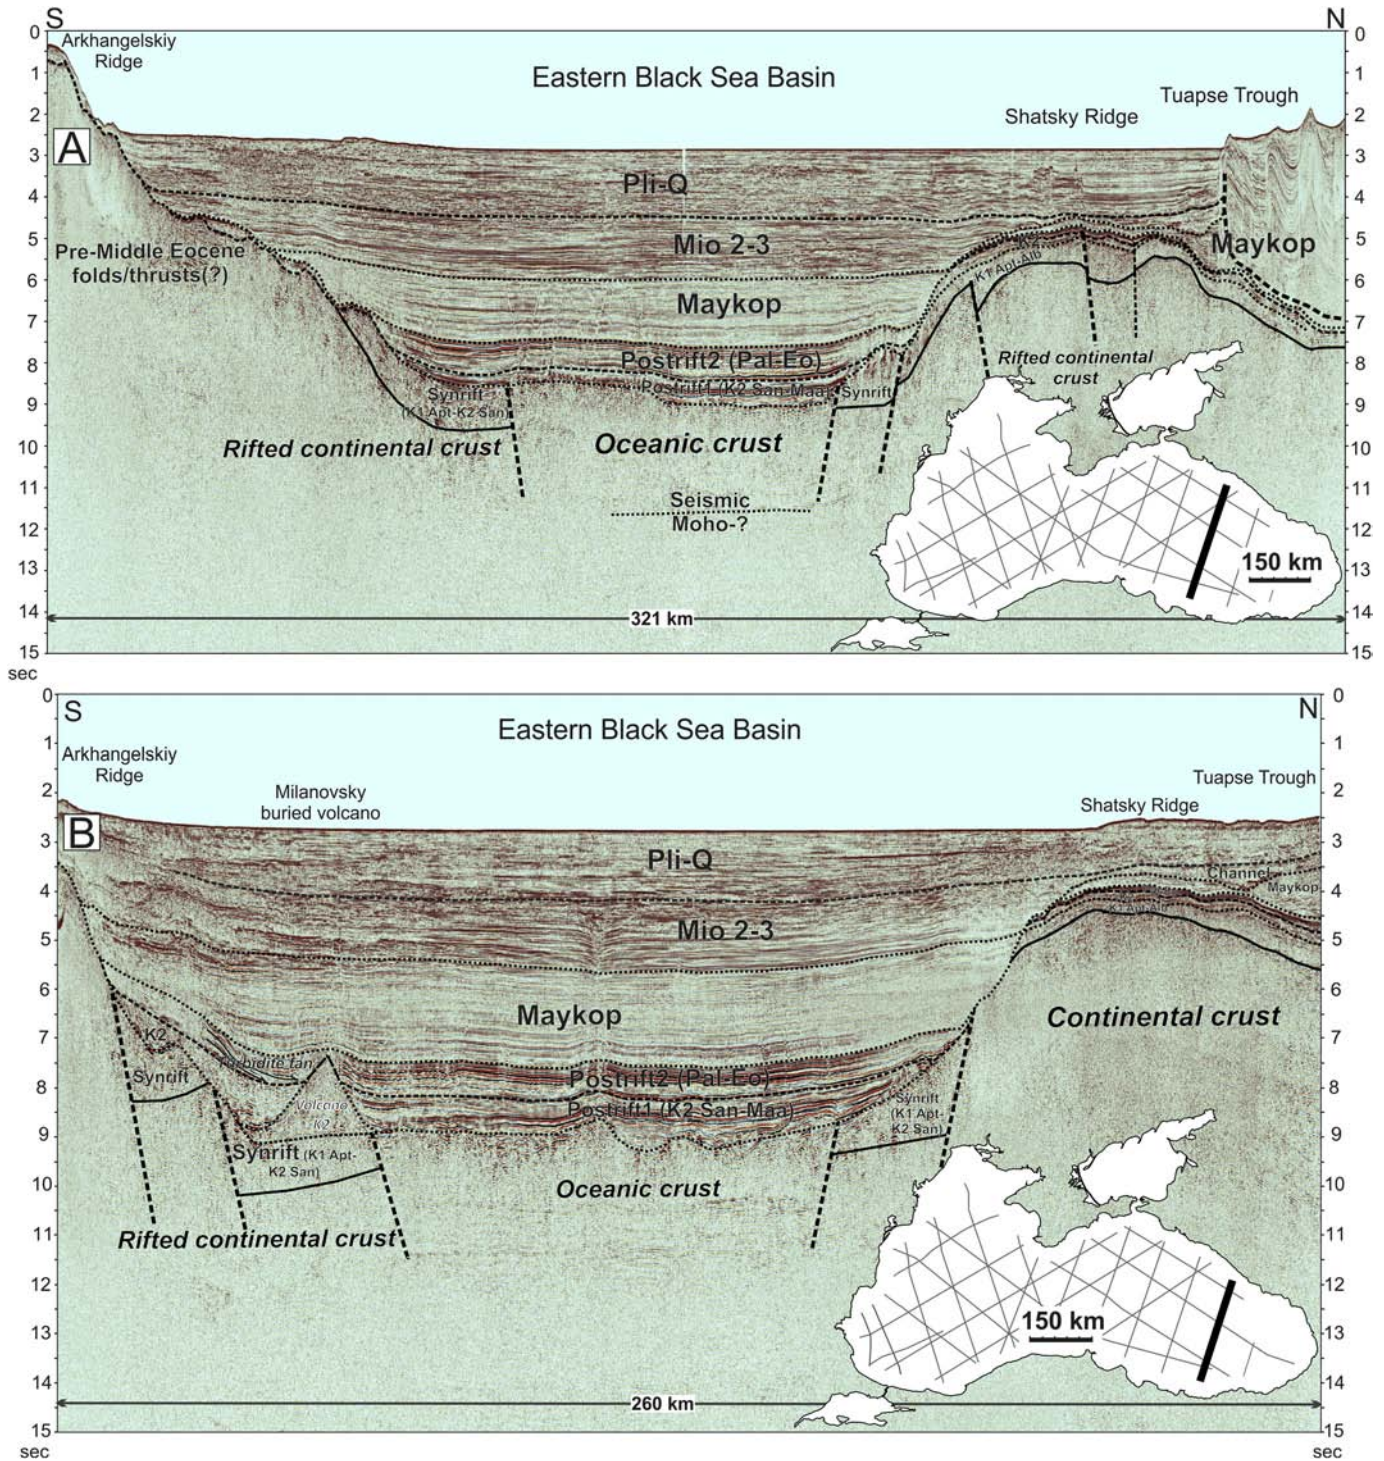 S
N
Arkhangelskiy
Ridge
Eastern Black Sea Basin
Tuapse Trough
Shatsky Ridge
A
Pli-Q
Mio 2-3
Maykop
Pre-Middle Eocene
folds/thrusts(?)
K1 Apt-Alb
Maykop
Postrift2 (Pal-Eo)
Rifted continental
crust
Postrift1 (K2 San-Maa)
Synrift
(K1 Apt-K2 San)
Synrift
Rifted continental crust
Oceanic crust
Seismic
Moho-?
150 km
321 km
0
1
2
3
4
5
6
7
8
9
10
11
12
13
14
15
sec
0
1
2
3
4
5
6
7
8
9
10
11
12
13
14
15
S
N
Eastern Black Sea Basin
Arkhangelskiy
Ridge
Milanovsky
buried volcano
Tuapse Trough
Shatsky Ridge
B
Pli-Q
Channel
Maykop
Mio 2-3
Maykop
Continental crust
K2
Turbidite fan
Synrift
Postrift2 (Pal-Eo)
Volcano
K2
Postrift1 (K2 San-Maa)
Synrift
(K1 Apt-
K2 San)
Synrift (K1 Apt-
K2 San)
Oceanic crust
Rifted continental crust
150 km
260 km
0
1
2
3
4
5
6
7
8
9
10
11
12
13
14
15
sec
0
1
2
3
4
5
6
7
8
9
10
11
12
13
14
15
sec